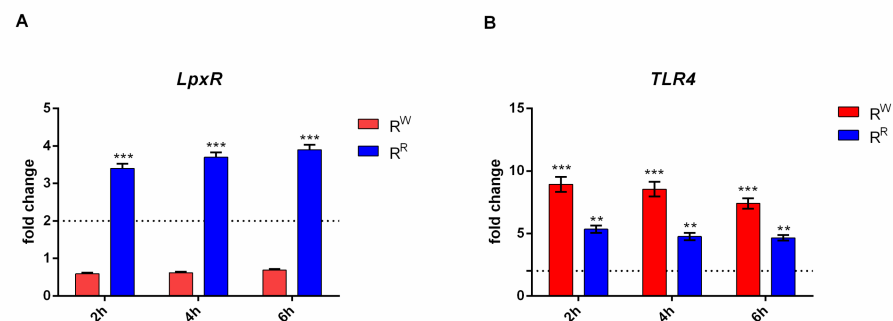 A
B
LpxR
TLR4
5
4
3
2
1
0
fold change
***
***
***
2h
4h
6h
R^W
R^R
15
10
5
0
fold change
***
**
***
**
***
**
2h
4h
6h
R^W
R^R